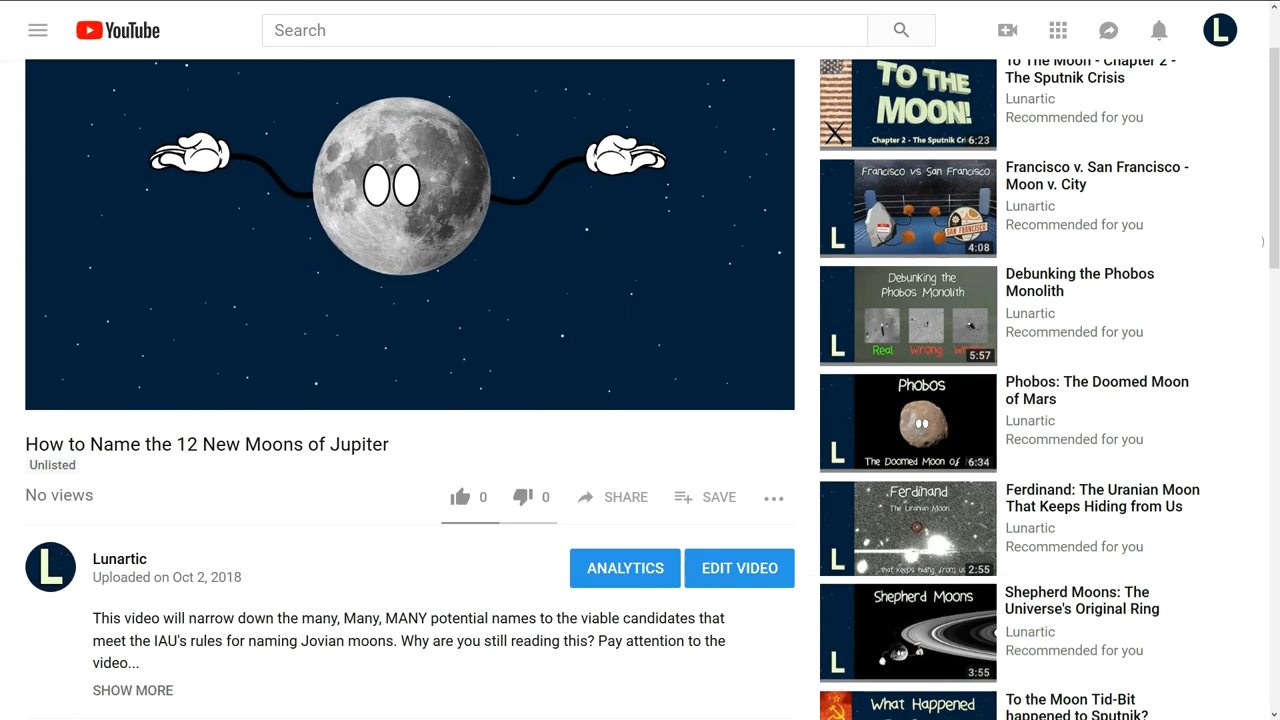 YouTube
Search
L
How to Name the 12 New Moons of Jupiter
Unlisted
No views
0
0
SHARE
SAVE
L
Lunartic
Uploaded on Oct 2, 2018
ANALYTICS
EDIT VIDEO
This video will narrow down the many, Many, MANY potential names to the viable candidates that
meet the IAU's rules for naming Jovian moons. Why are you still reading this? Pay attention to the
video...
SHOW MORE
TO THE
MOON!
Chapter 2 - The Sputnik Cri
6:23
To The Moon - Chapter 2 -
The Sputnik Crisis
Lunartic
Recommended for you
Francisco vs San Francisco
SAN FRANCISCO
L
4:08
Francisco v. San Francisco -
Moon v. City
Lunartic
Recommended for you
Debunking the
Phobos Monolith
Real
Wrong
L
5:57
Debunking the Phobos
Monolith
Lunartic
Recommended for you
Phobos
L
The Doomed Moon of
6:34
Phobos: The Doomed Moon
of Mars
Lunartic
Recommended for you
Ferdinand
The Uranian Moon
L
...that keeps hiding from us
2:55
Ferdinand: The Uranian Moon
That Keeps Hiding from Us
Lunartic
Recommended for you
Shepherd Moons
L
3:55
Shepherd Moons: The
Universe's Original Ring
Lunartic
Recommended for you
What Happened
To the Moon Tid-Bit
happened to Sputnik?